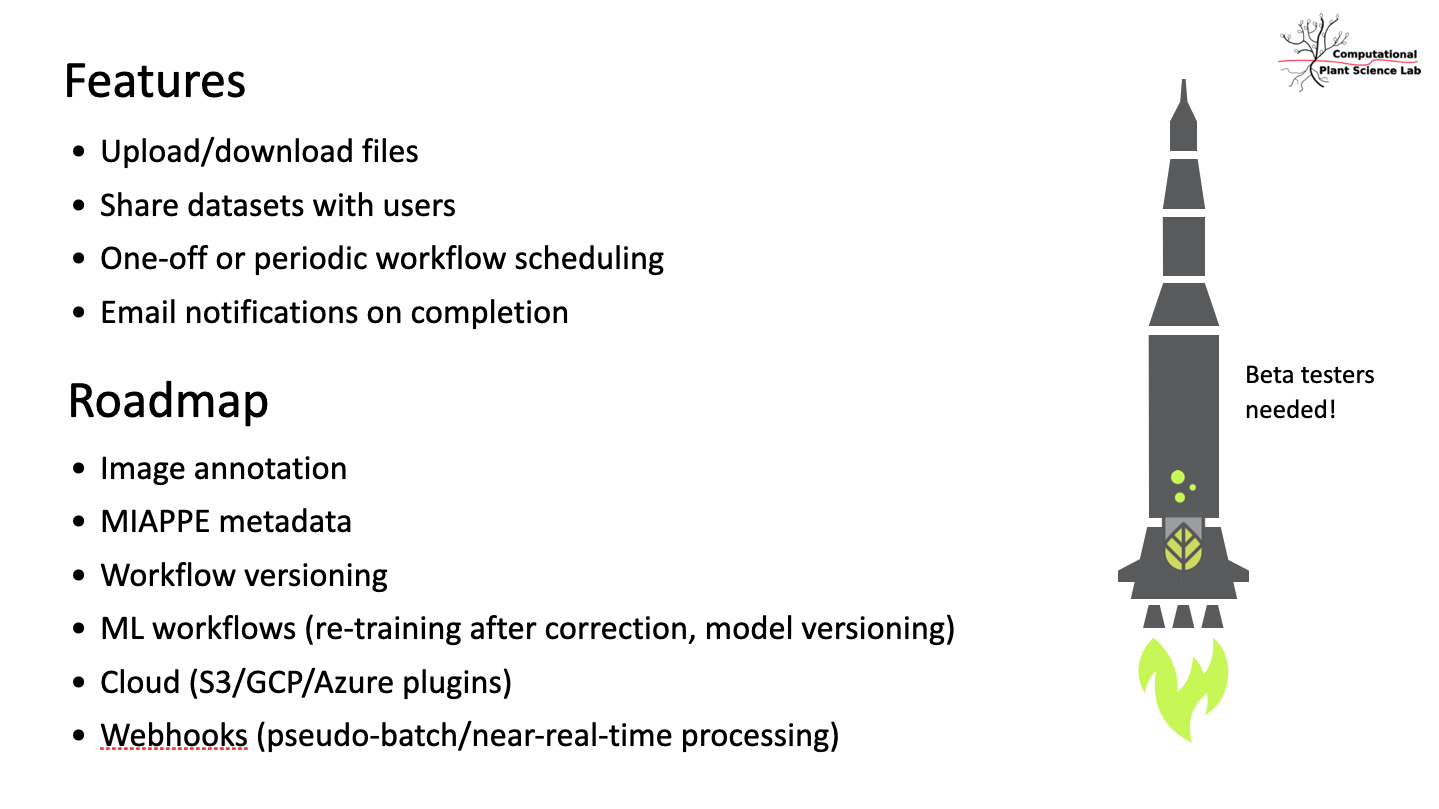 Computational
Plant Science Lab
Features
• Upload/download files
• Share datasets with users
• One-off or periodic workflow scheduling
• Email notifications on completion
Roadmap
• Image annotation
• MIAPPE metadata
• Workflow versioning
• ML workflows (re-training after correction, model versioning)
• Cloud (S3/GCP/Azure plugins)
• Webhooks (pseudo-batch/near-real-time processing)
Beta testers
needed!